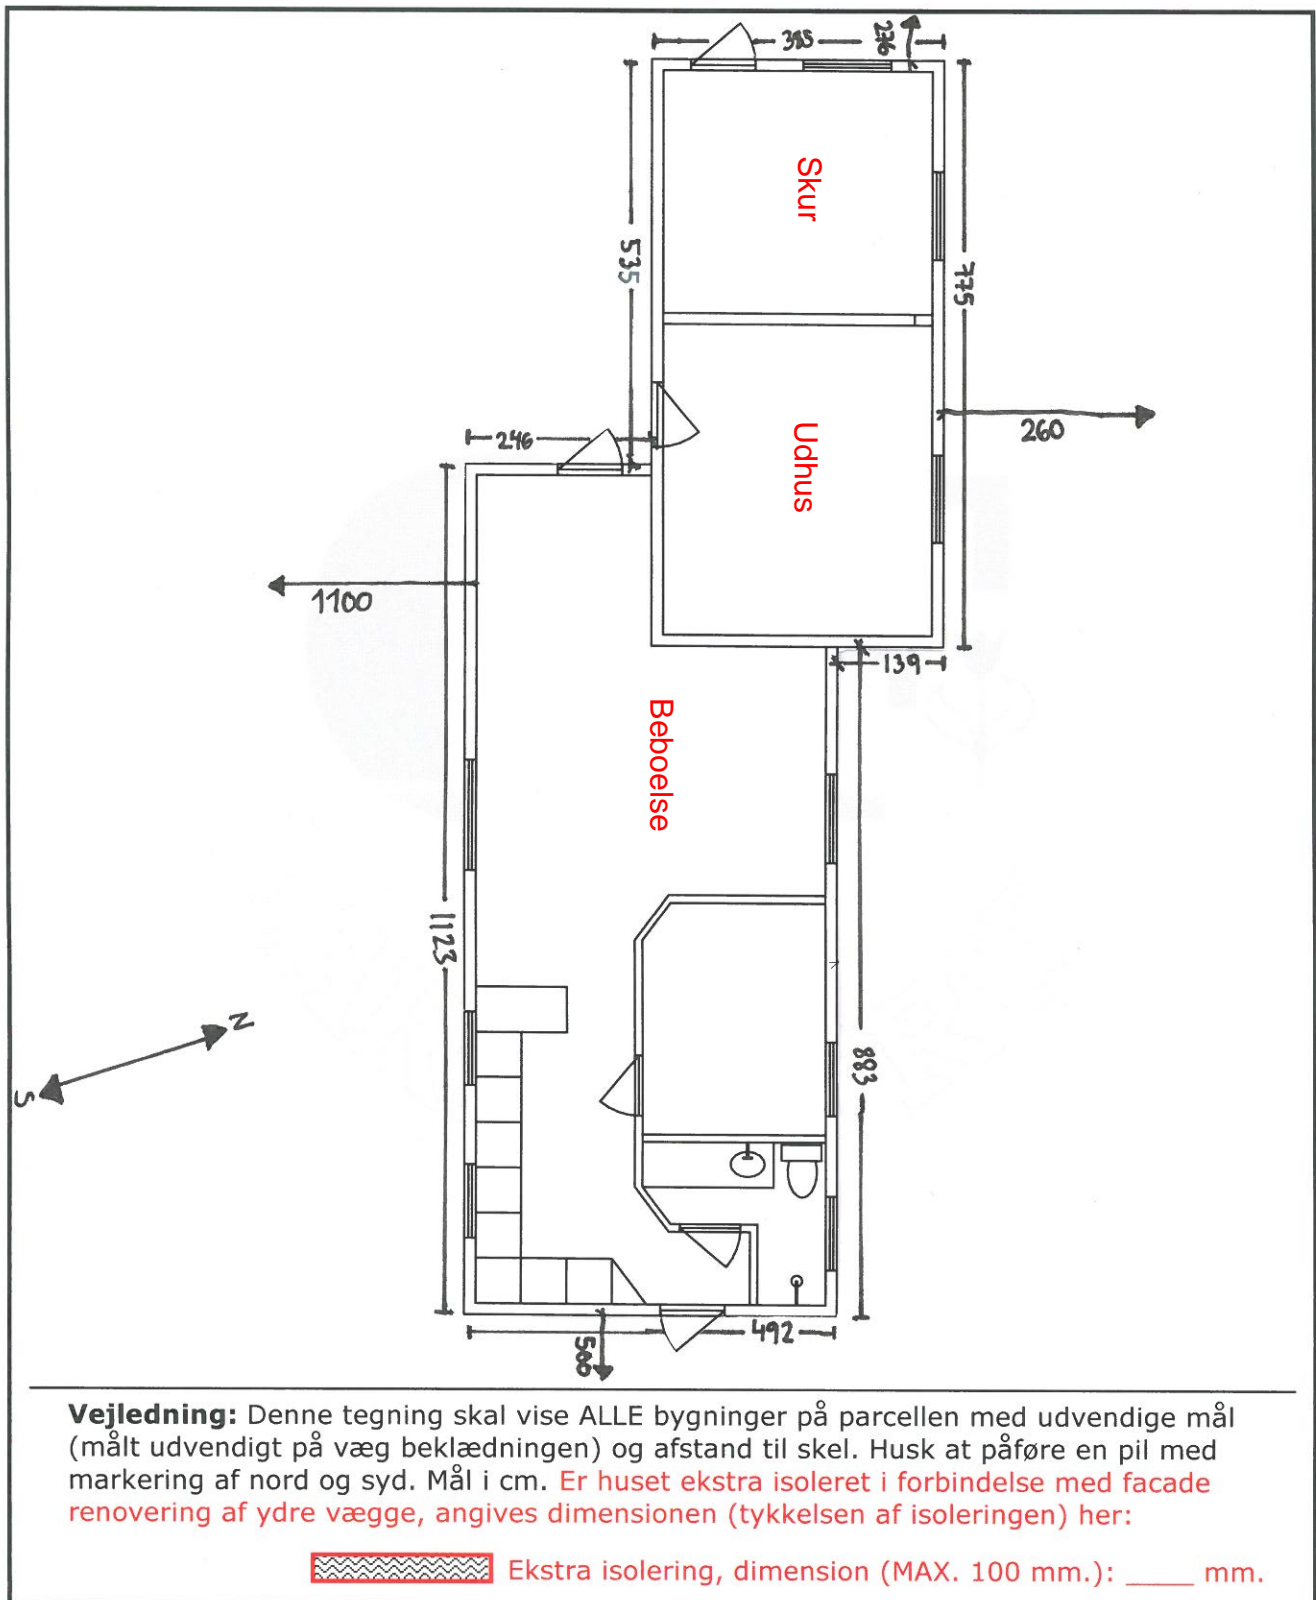 385
236
Skur
535
775
260
246
Udhus
1100
139
Beboelse
1123
N
S
883
492
500
Vejledning: Denne tegning skal vise ALLE bygninger på parcellen med udvendige mål
(målt udvendigt på væg beklædningen) og afstand til skel. Husk at påføre en pil med
markering af nord og syd. Mål i cm. Er huset ekstra isoleret i forbindelse med facade
renovering af ydre vægge, angives dimensionen (tykkelsen af isoleringen) her:
Ekstra isolering, dimension (MAX. 100 mm.): _____ mm.